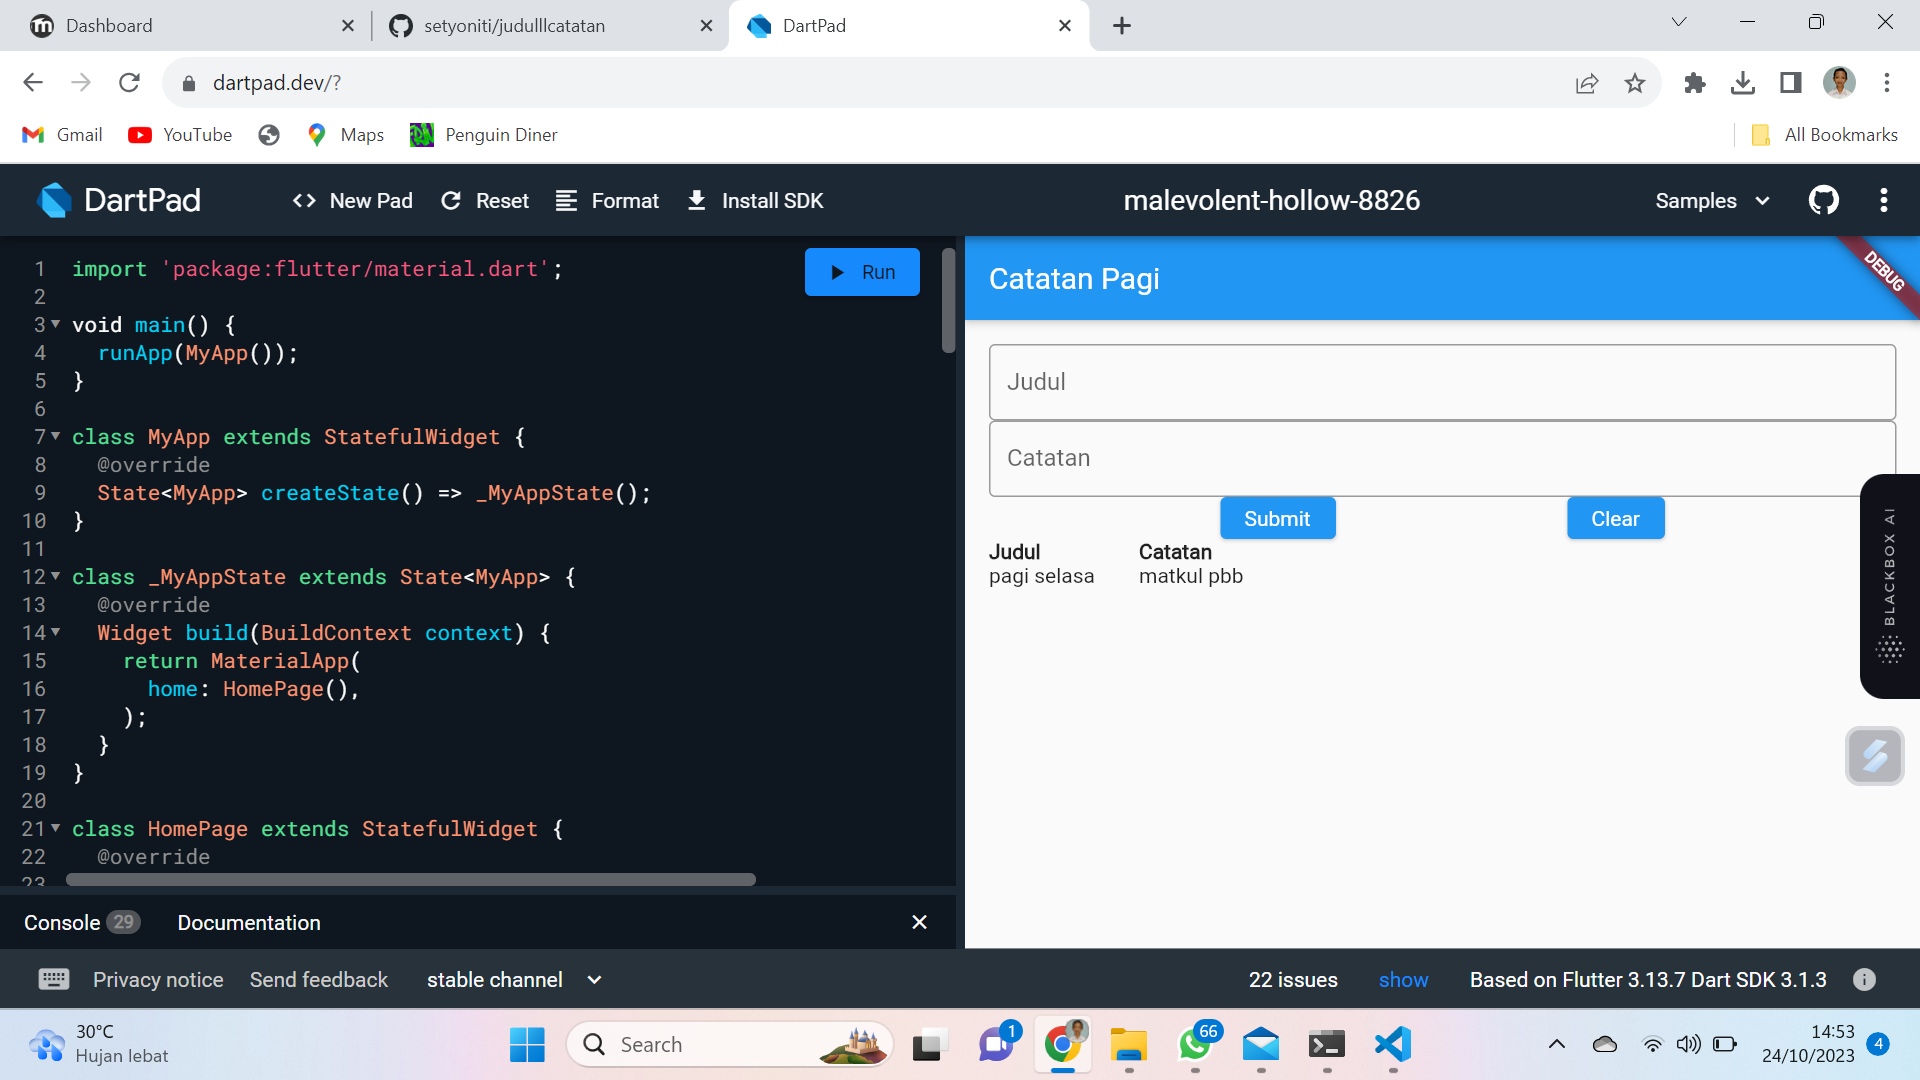 Dashboard
setyoniti/judulllcatatan
DartPad
dartpad.dev/?
Gmail
YouTube
Maps
Penguin Diner
All Bookmarks
DartPad
New Pad
Reset
Format
Install SDK
malevolent-hollow-8826
Samples
1 import 'package:flutter/material.dart';
2
3 void main() {
4 runApp(MyApp());
5 }
6
7 class MyApp extends StatefulWidget {
8 @override
9 State<MyApp> createState() => _MyAppState();
10 }
11
12 class _MyAppState extends State<MyApp> {
13 @override
14 Widget build(BuildContext context) {
15 return MaterialApp(
16 home: HomePage(),
17 );
18 }
19 }
20
21 class HomePage extends StatefulWidget {
22 @override
23
Run
Catatan Pagi
DEBUG
Judul
Catatan
Submit
Clear
Judul Catatan
pagi selasa matkul pbb
BLACKBOX AI
Console 29
Documentation
Privacy notice
Send feedback
stable channel
22 issues
show
Based on Flutter 3.13.7 Dart SDK 3.1.3
30°C
Hujan lebat
Search
1
66
14:53
24/10/2023
4